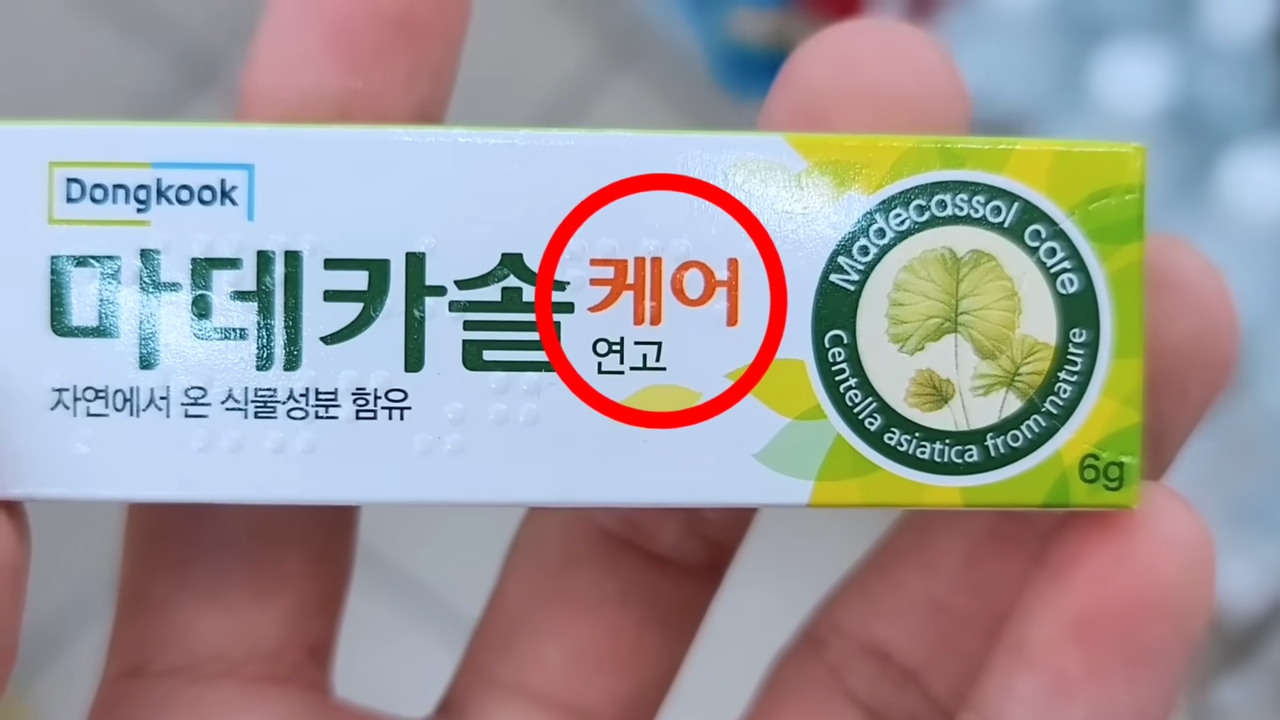 Dongkook
마데카솔케어
연고
자연에서 온 식물성분 함유
Madecassol care
Centella asiatica from nature
6g